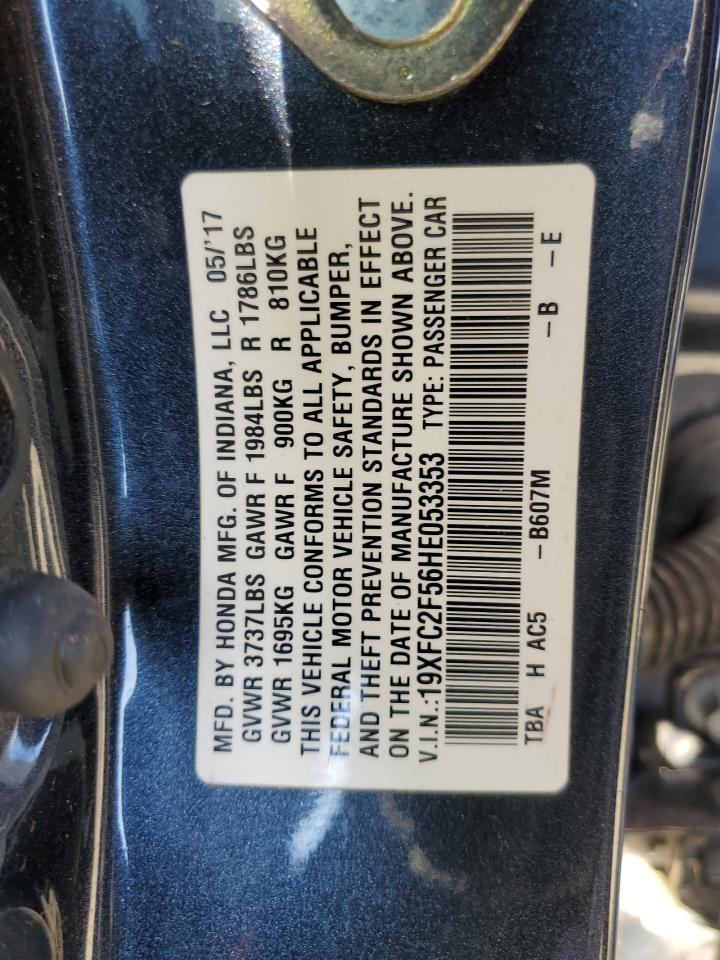 MFD. BY HONDA MFG. OF INDIANA, LLC 05/'17
GVWR 3737LBS GAWR F 1984LBS R 1786LBS
GVWR 1695KG GAWR F 900KG R 810KG
THIS VEHICLE CONFORMS TO ALL APPLICABLE
FEDERAL MOTOR VEHICLE SAFETY, BUMPER,
AND THEFT PREVENTION STANDARDS IN EFFECT
ON THE DATE OF MANUFACTURE SHOWN ABOVE.
V.I.N.:19XFC2F56HE053353 TYPE: PASSENGER CAR
TBA H AC5 –B607M –B –E